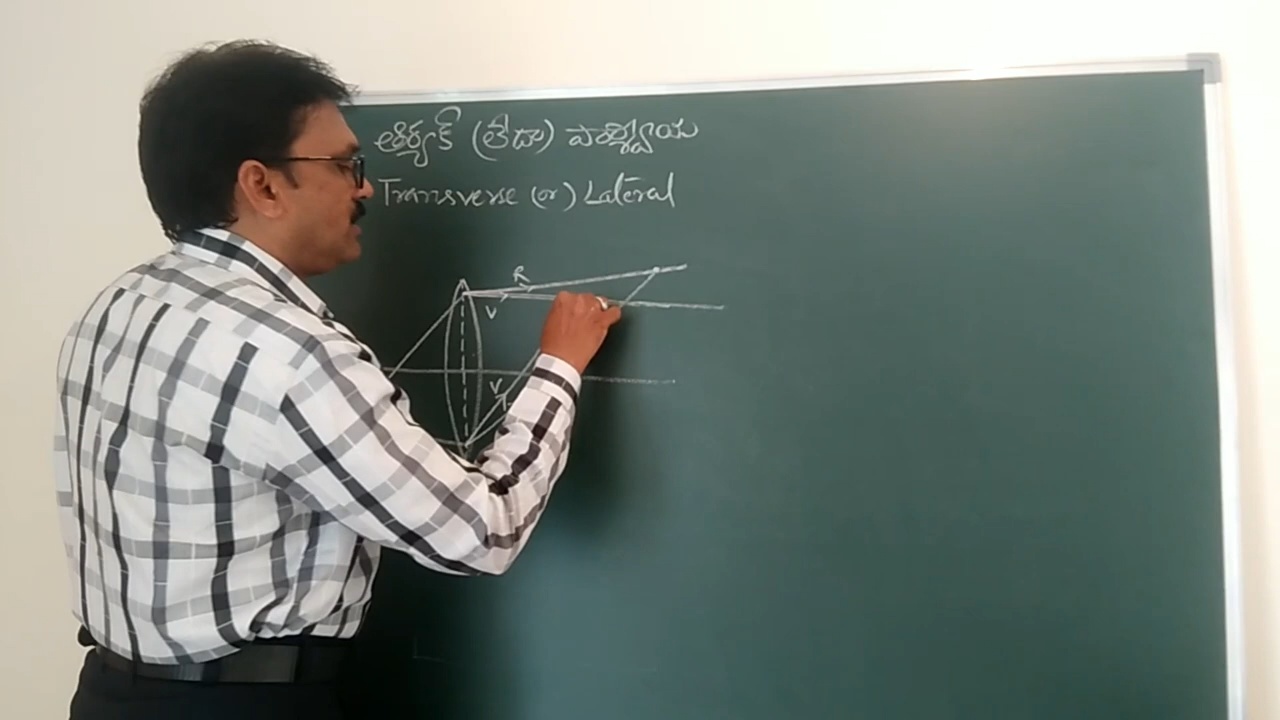 తిర్యక్ (లేదా) పార్శ్వీయ
Transverse (or) Lateral
R
V
V